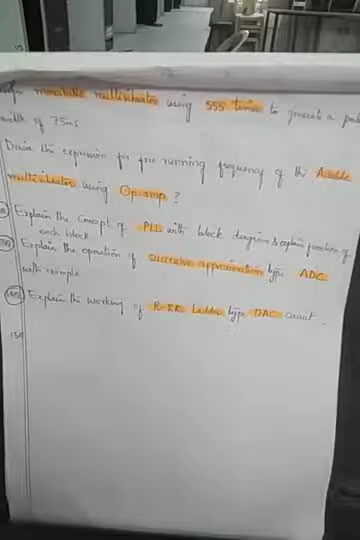 monostable multivibrator using 555 timer to generate a pulse
width of 75ms
Derive the expression for free running frequency of the Astable
multivibrator using Op-amp ?
Explain the concept of PLL with block diagram & explain function of
each block
Explain the operation of successive approximation type ADC
with example
Explain the working of R-2R Ladder type DAC circuit.
15